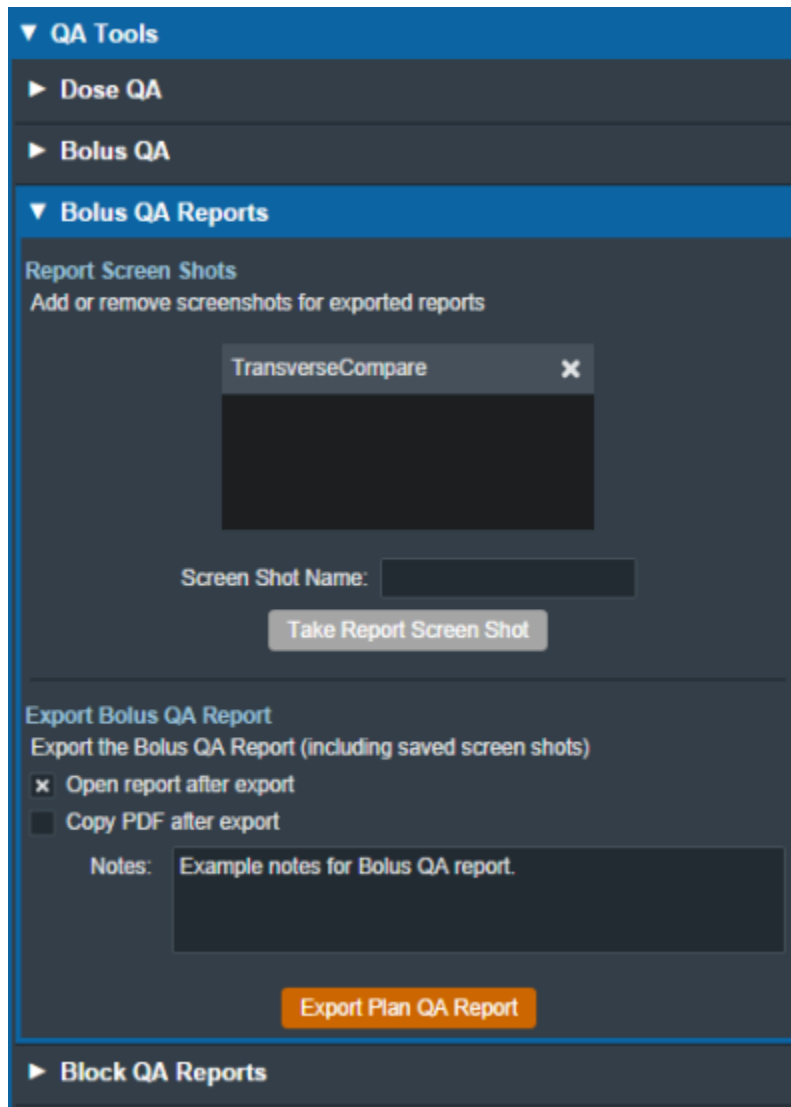 QA Tools
Dose QA
Bolus QA
Bolus QA Reports
Report Screen Shots
Add or remove screenshots for exported reports
TransverseCompare
Screen Shot Name:
Take Report Screen Shot
Export Bolus QA Report
Export the Bolus QA Report (including saved screen shots)
Open report after export
Copy PDF after export
Notes: Example notes for Bolus QA report.
Export Plan QA Report
Block QA Reports